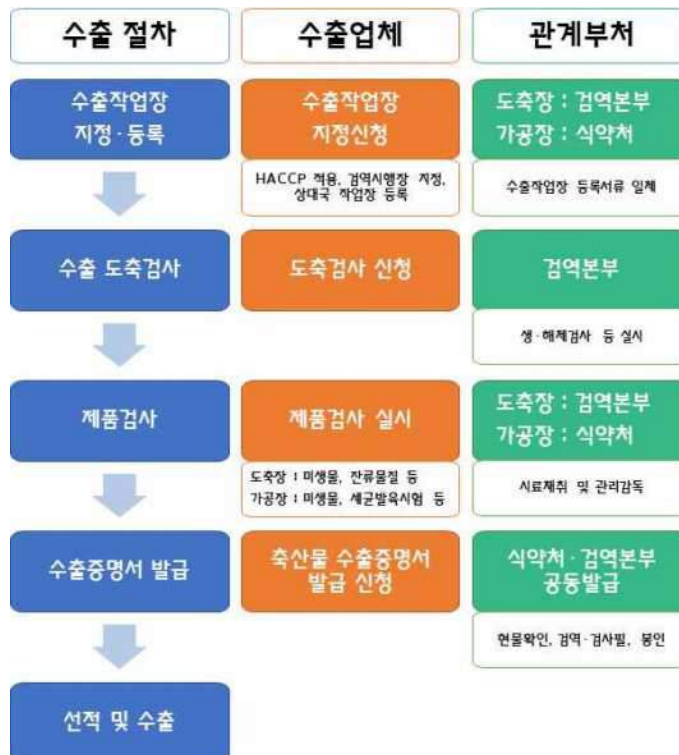 수출 절차
수출업체
관계부처
수출작업장
지정·등록
수출작업장
지정신청
HACCP 적용, 검역시행장 지정,
상대국 작업장 등록
도축장 : 검역본부
가공장 : 식약처
수출작업장 등록서류 일체
수출 도축검사
도축검사 신청
검역본부
생·해체검사 등 실시
제품검사
제품검사 실시
도축장 : 미생물, 잔류물질 등
가공장 : 미생물, 세균발육시험 등
도축장 : 검역본부
가공장 : 식약처
시료채취 및 관리감독
수출증명서 발급
축산물 수출증명서
발급 신청
식약처·검역본부
공동발급
현물확인, 검역·검사필, 봉인
선적 및 수출